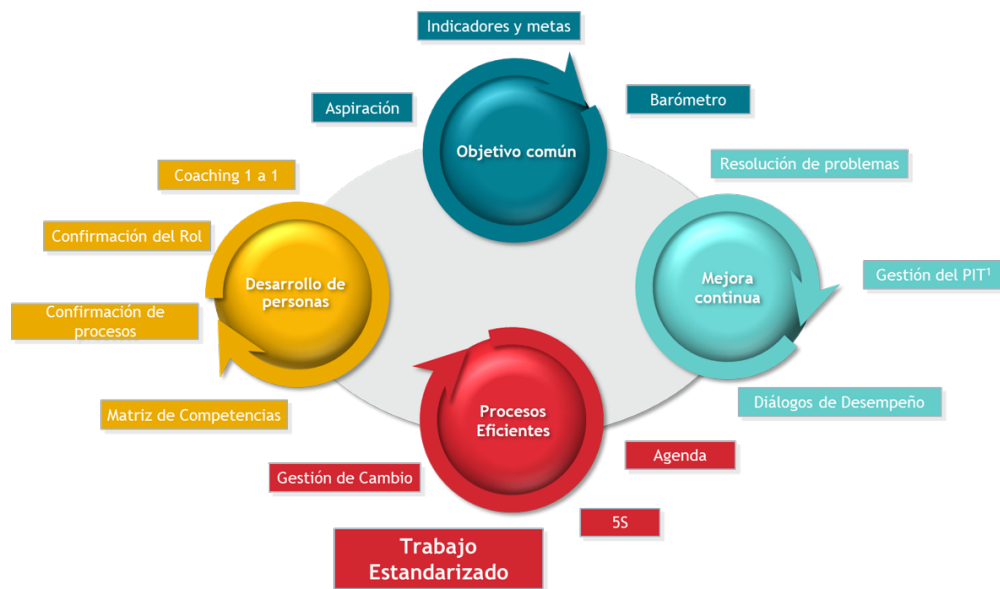 Indicadores y metas
Aspiración
Barómetro
Objetivo común
Resolución de problemas
Coaching 1 a 1
Confirmación del Rol
Desarrollo de
personas
Mejora
continua
Gestión del PIT¹
Confirmación de
procesos
Matriz de Competencias
Diálogos de Desempeño
Procesos
Eficientes
Agenda
Gestión de Cambio
5S
Trabajo
Estandarizado